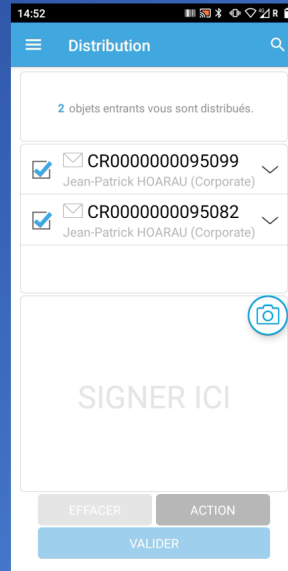 14:52
Distribution
2 objets entrants vous sont distribués.
CR0000000095099
Jean-Patrick HOARAU (Corporate)
CR0000000095082
Jean-Patrick HOARAU (Corporate)
SIGNER ICI
EFFACER ACTION
VALIDER